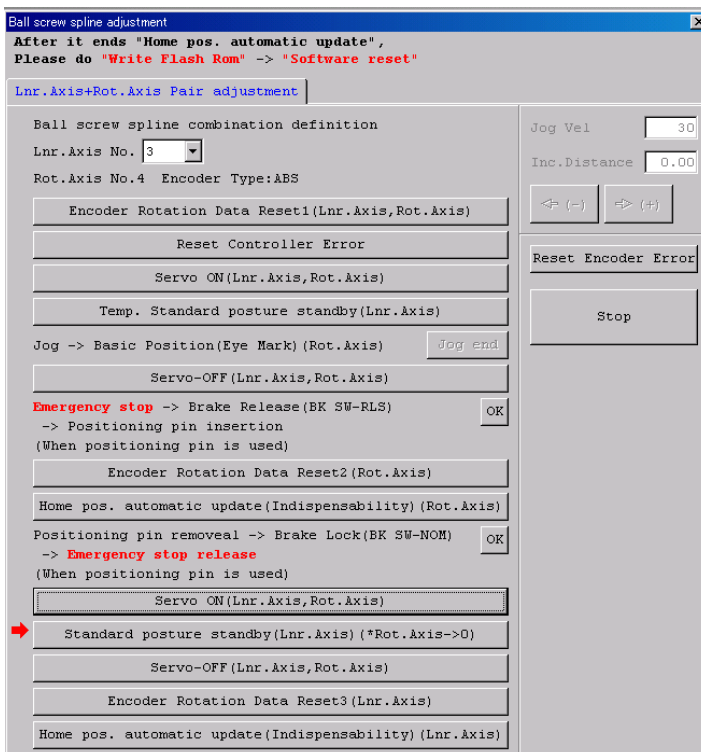 Ball screw spline adjustment
After it ends "Home pos. automatic update",
Please do "Write Flash Rom" -> "Software reset"
Lnr.Axis+Rot.Axis Pair adjustment
Ball screw spline combination definition
Lnr.Axis No. 3
Rot.Axis No.4 Encoder Type:ABS
Encoder Rotation Data Reset1(Lnr.Axis,Rot.Axis)
Reset Controller Error
Servo ON(Lnr.Axis,Rot.Axis)
Temp. Standard posture standby(Lnr.Axis)
Jog -> Basic Position(Eye Mark)(Rot.Axis) Jog end
Servo-OFF(Lnr.Axis,Rot.Axis)
Emergency stop -> Brake Release(BK SW-RLS) OK
-> Positioning pin insertion
(When positioning pin is used)
Encoder Rotation Data Reset2(Rot.Axis)
Home pos. automatic update(Indispensability)(Rot.Axis)
Positioning pin removeal -> Brake Lock(BK SW-NOM) OK
-> Emergency stop release
(When positioning pin is used)
Servo ON(Lnr.Axis,Rot.Axis)
Standard posture standby(Lnr.Axis)(*Rot.Axis->0)
Servo-OFF(Lnr.Axis,Rot.Axis)
Encoder Rotation Data Reset3(Lnr.Axis)
Home pos. automatic update(Indispensability)(Lnr.Axis)
Jog Vel 30
Inc.Distance 0.00
(-) (+)
Reset Encoder Error
Stop